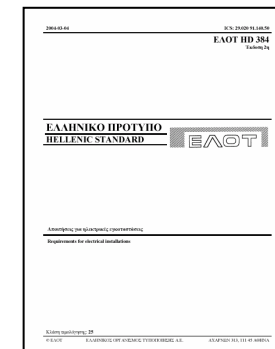 2004-03-04 ICS: 29.020 91.140.50
ΕΛΟΤ HD 384
Έκδοση 2η
ΕΛΛΗΝΙΚΟ ΠΡΟΤΥΠΟ
HELLENIC STANDARD
ΕΛΟΤ
Απαιτήσεις για ηλεκτρικές εγκαταστάσεις
Requirements for electrical installations
Κλάση τιμολόγησης: 25
© ΕΛΟΤ ΕΛΛΗΝΙΚΟΣ ΟΡΓΑΝΙΣΜΟΣ ΤΥΠΟΠΟΙΗΣΗΣ Α.Ε. ΑΧΑΡΝΩΝ 313, 111 45 ΑΘΗΝΑ